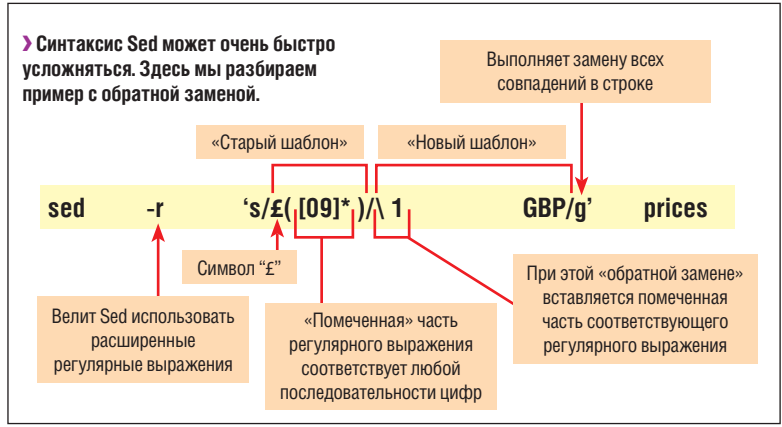 ❯ Синтаксис Sed может очень быстро
усложняться. Здесь мы разбираем
пример с обратной заменой.
Выполняет замену всех
совпадений в строке
«Старый шаблон»
«Новый шаблон»
sed -r ‘s/£( [09]* )/\ 1 GBP/g’ prices
Символ “£”
Велит Sed использовать
расширенные
регулярные выражения
«Помеченная» часть
регулярного выражения
соответствует любой
последовательности цифр
При этой «обратной замене»
вставляется помеченная
часть соответствующего
регулярного выражения